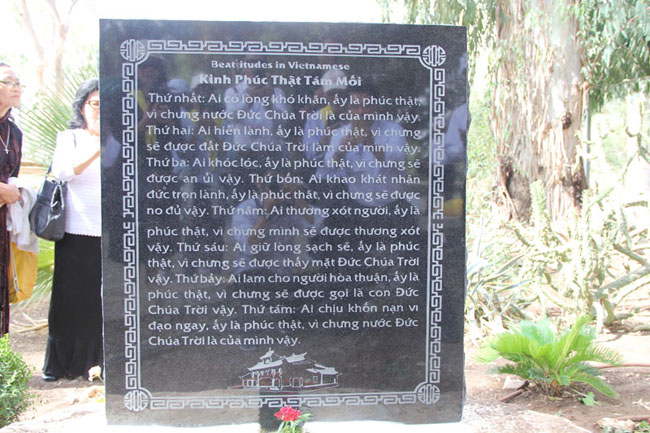 Beatitudes in Vietnamese
Kinh Phúc Thật Tám Mối
Thứ nhất: Ai có lòng khó khăn, ấy là phúc thật,
vì chưng nước Đức Chúa Trời là của mình vậy.
Thứ hai: Ai hiền lành, ấy là phúc thật, vì chưng
sẽ được đất Đức Chúa Trời làm của mình vậy.
Thứ ba: Ai khóc lóc, ấy là phúc thật, vì chưng sẽ
được an ủi vậy. Thứ bốn: Ai khao khát nhân
đức trọn lành, ấy là phúc thật, vì chưng sẽ được
no đủ vậy. Thứ năm: Ai thương xót người, ấy là
phúc thật, vì chưng mình sẽ được thương xót
vậy. Thứ sáu: Ai giữ lòng sạch sẽ, ấy là phúc
thật, vì chưng sẽ được thấy mặt Đức Chúa Trời
vậy. Thứ bảy: Ai làm cho người hòa thuận, ấy là
phúc thật, vì chưng sẽ được gọi là con Đức
Chúa Trời vậy. Thứ tám: Ai chịu khốn nạn vì
đạo ngay, ấy là phúc thật, vì chưng nước Đức
Chúa Trời là của mình vậy.